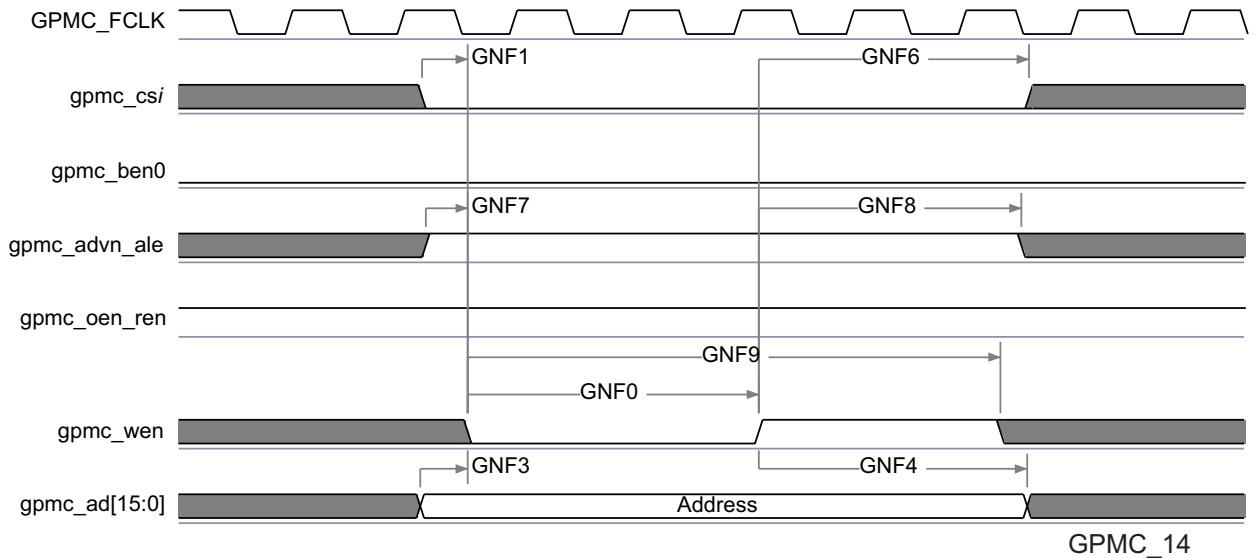 GPMC_FCLK
GNF1
GNF6
gpmc_csi
gpmc_ben0
GNF7
GNF8
gpmc_advn_ale
gpmc_oen_ren
GNF9
GNF0
gpmc_wen
GNF3
GNF4
gpmc_ad[15:0]
Address
GPMC_14